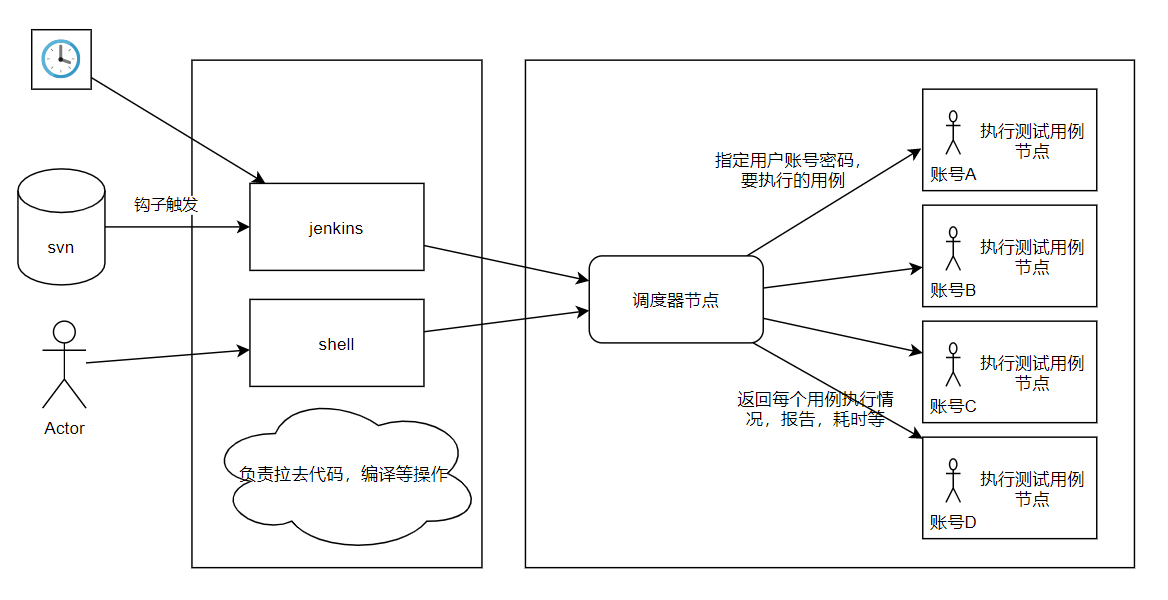 钩子触发
svn
Actor
jenkins
shell
负责拉去代码，编译等操作
调度器节点
指定用户账号密码，
要执行的用例
返回每个用例执行情
况，报告，耗时等
执行测试用例
节点
账号A
执行测试用例
节点
账号B
执行测试用例
节点
账号C
执行测试用例
节点
账号D